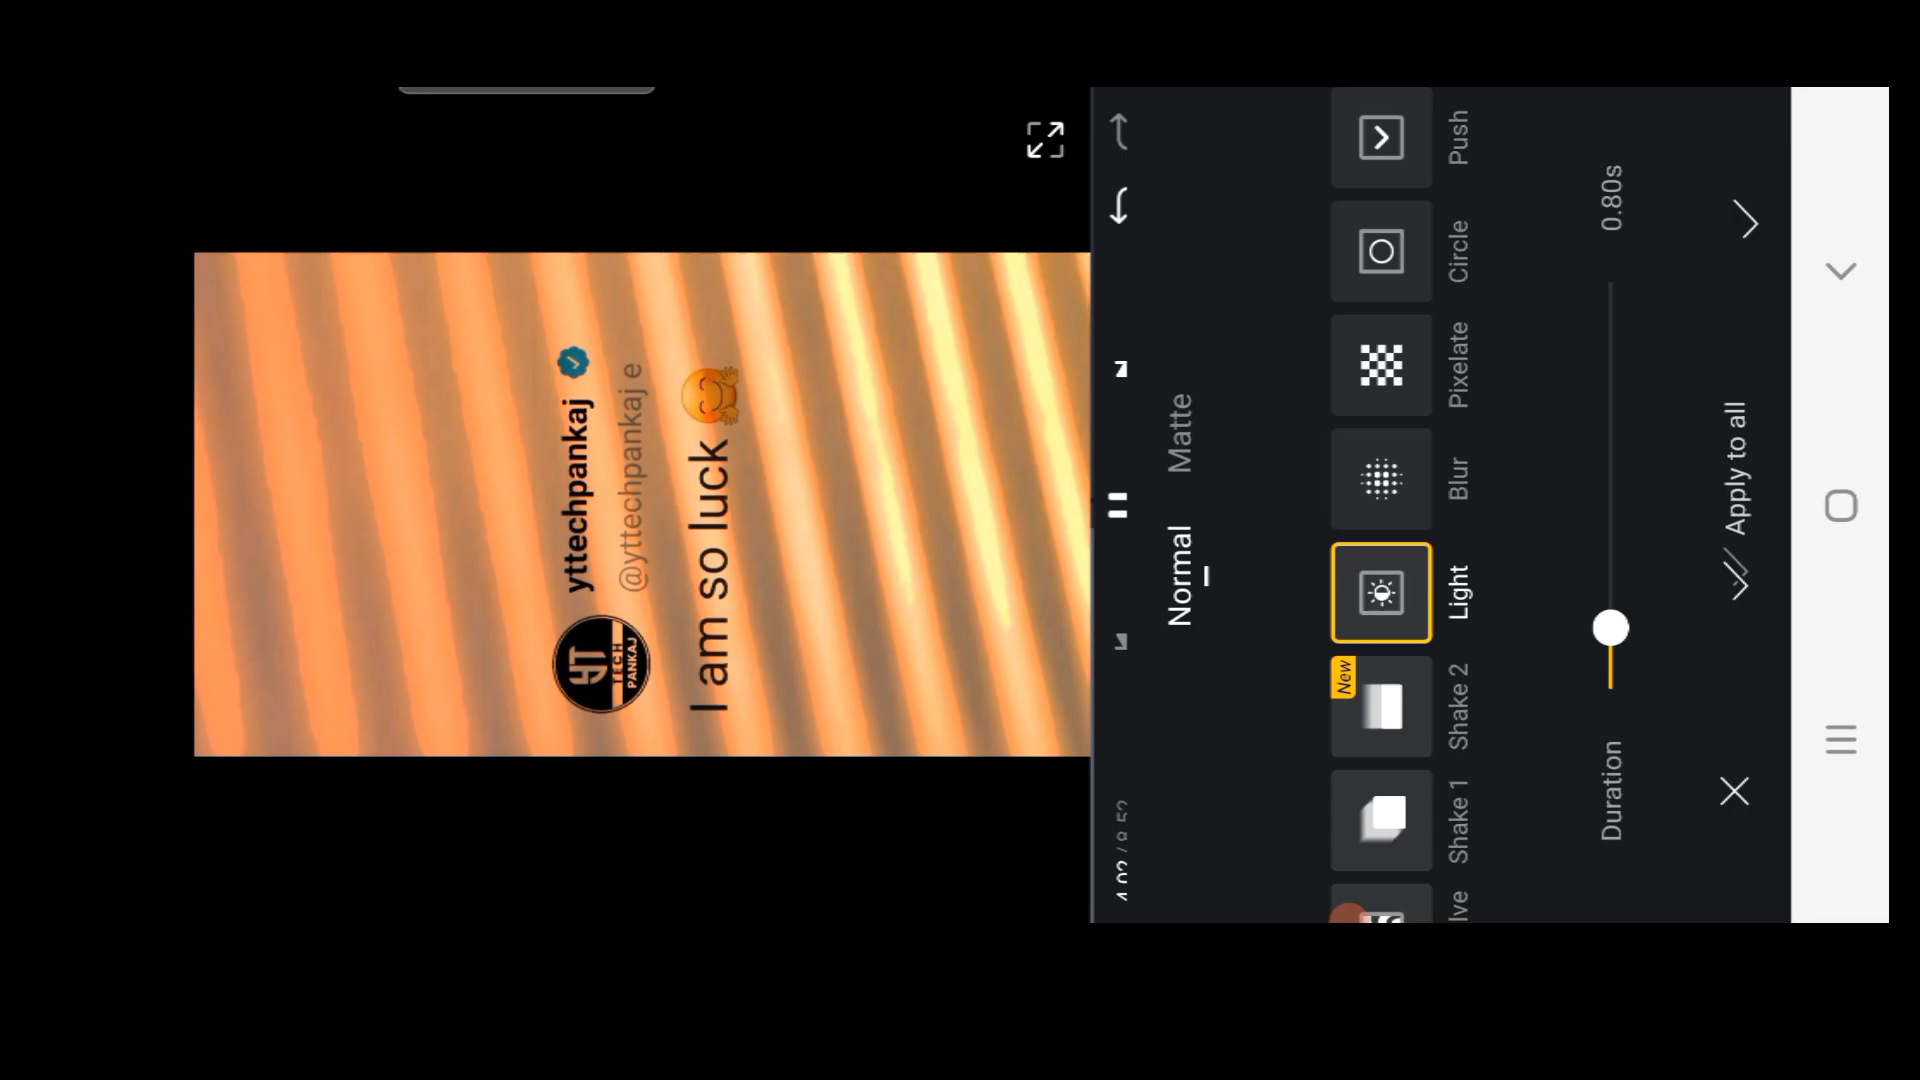 yttechpankaj
@yttechpankaj e
YT
TECH
PANKAJ
I am so luck 🤗
Normal Matte
New
Shake 1 Shake 2 Light Blur Pixelate Circle Push
Duration 0.80s
Apply to all